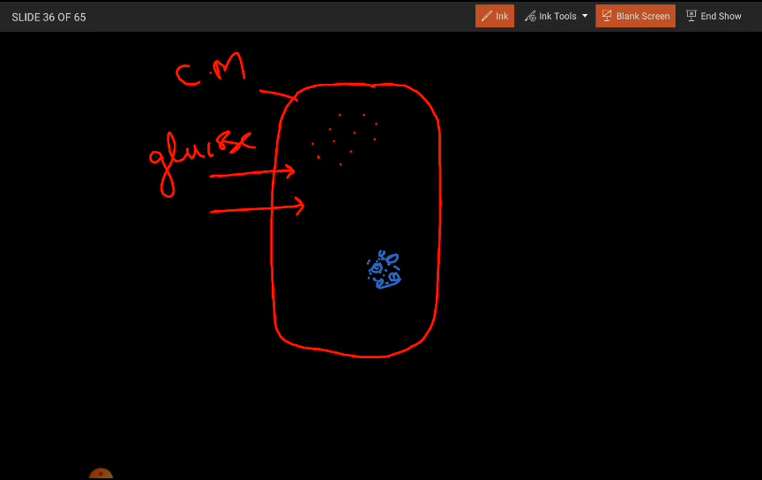 SLIDE 36 OF 65
Ink
Ink Tools
Blank Screen
End Show
C.M
glucose